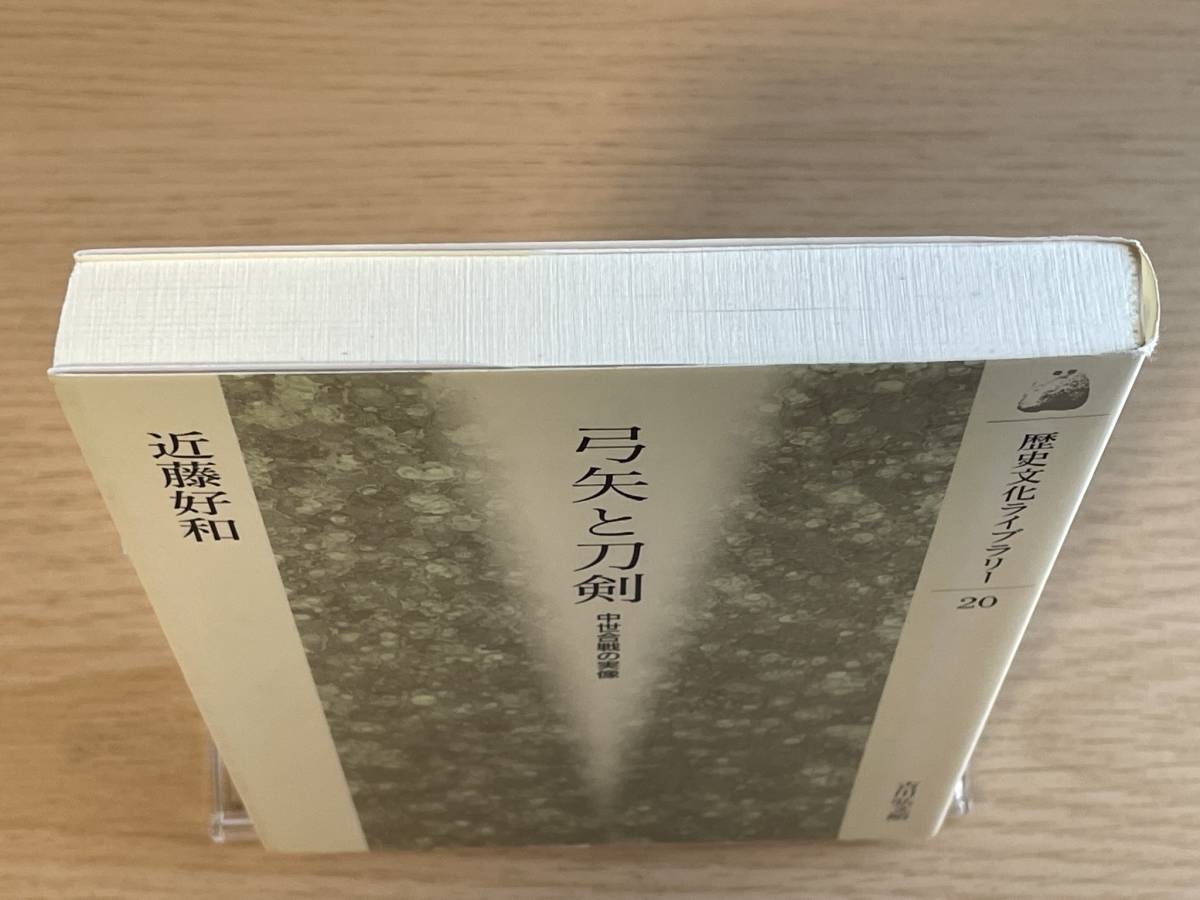 歴史文化ライブラリー
20
弓矢と刀剣
中世合戦の実像
近藤好和
吉川弘文館